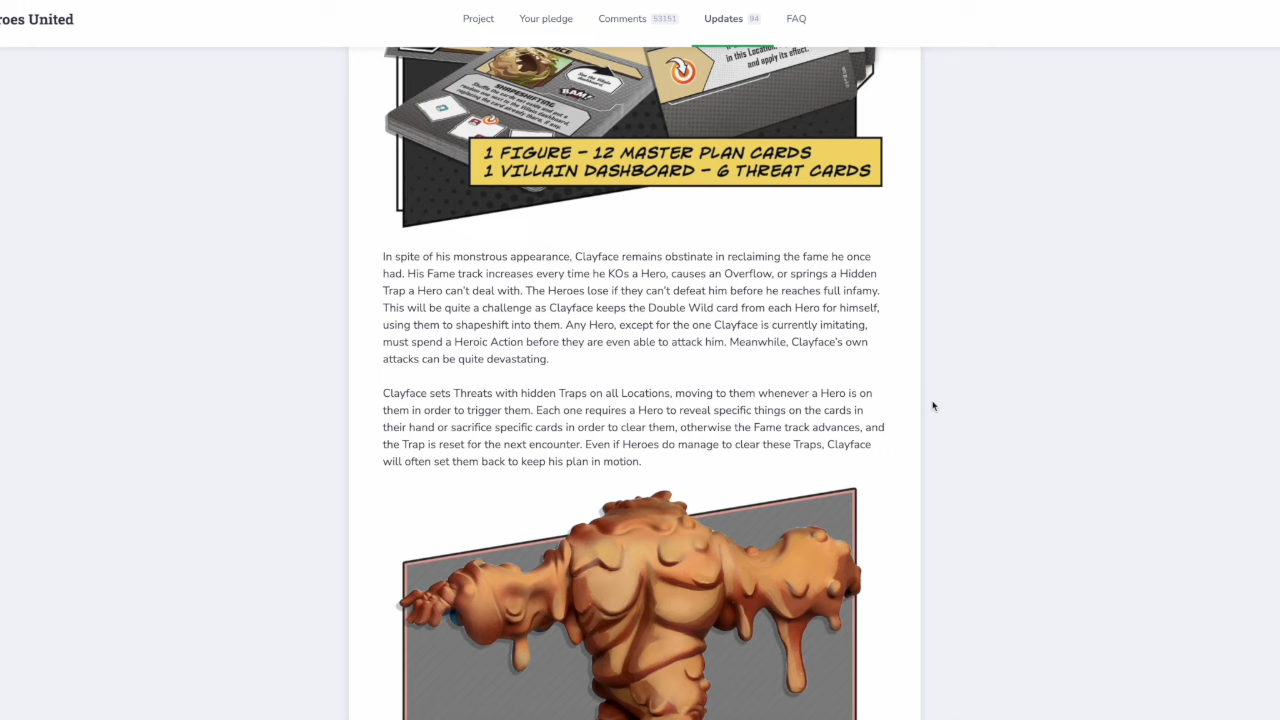 roes United
Project Your pledge Comments 53151 Updates 94 FAQ
in this Location,
and apply its effect.
SHAPESHIFTING
BAM!
1 FIGURE – 12 MASTER PLAN CARDS
1 VILLAIN DASHBOARD – 6 THREAT CARDS
In spite of his monstrous appearance, Clayface remains obstinate in reclaiming the fame he once
had. His Fame track increases every time he KOs a Hero, causes an Overflow, or springs a Hidden
Trap a Hero can’t deal with. The Heroes lose if they can’t defeat him before he reaches full infamy.
This will be quite a challenge as Clayface keeps the Double Wild card from each Hero for himself,
using them to shapeshift into them. Any Hero, except for the one Clayface is currently imitating,
must spend a Heroic Action before they are even able to attack him. Meanwhile, Clayface’s own
attacks can be quite devastating.
Clayface sets Threats with hidden Traps on all Locations, moving to them whenever a Hero is on
them in order to trigger them. Each one requires a Hero to reveal specific things on the cards in
their hand or sacrifice specific cards in order to clear them, otherwise the Fame track advances, and
the Trap is reset for the next encounter. Even if Heroes do manage to clear these Traps, Clayface
will often set them back to keep his plan in motion.